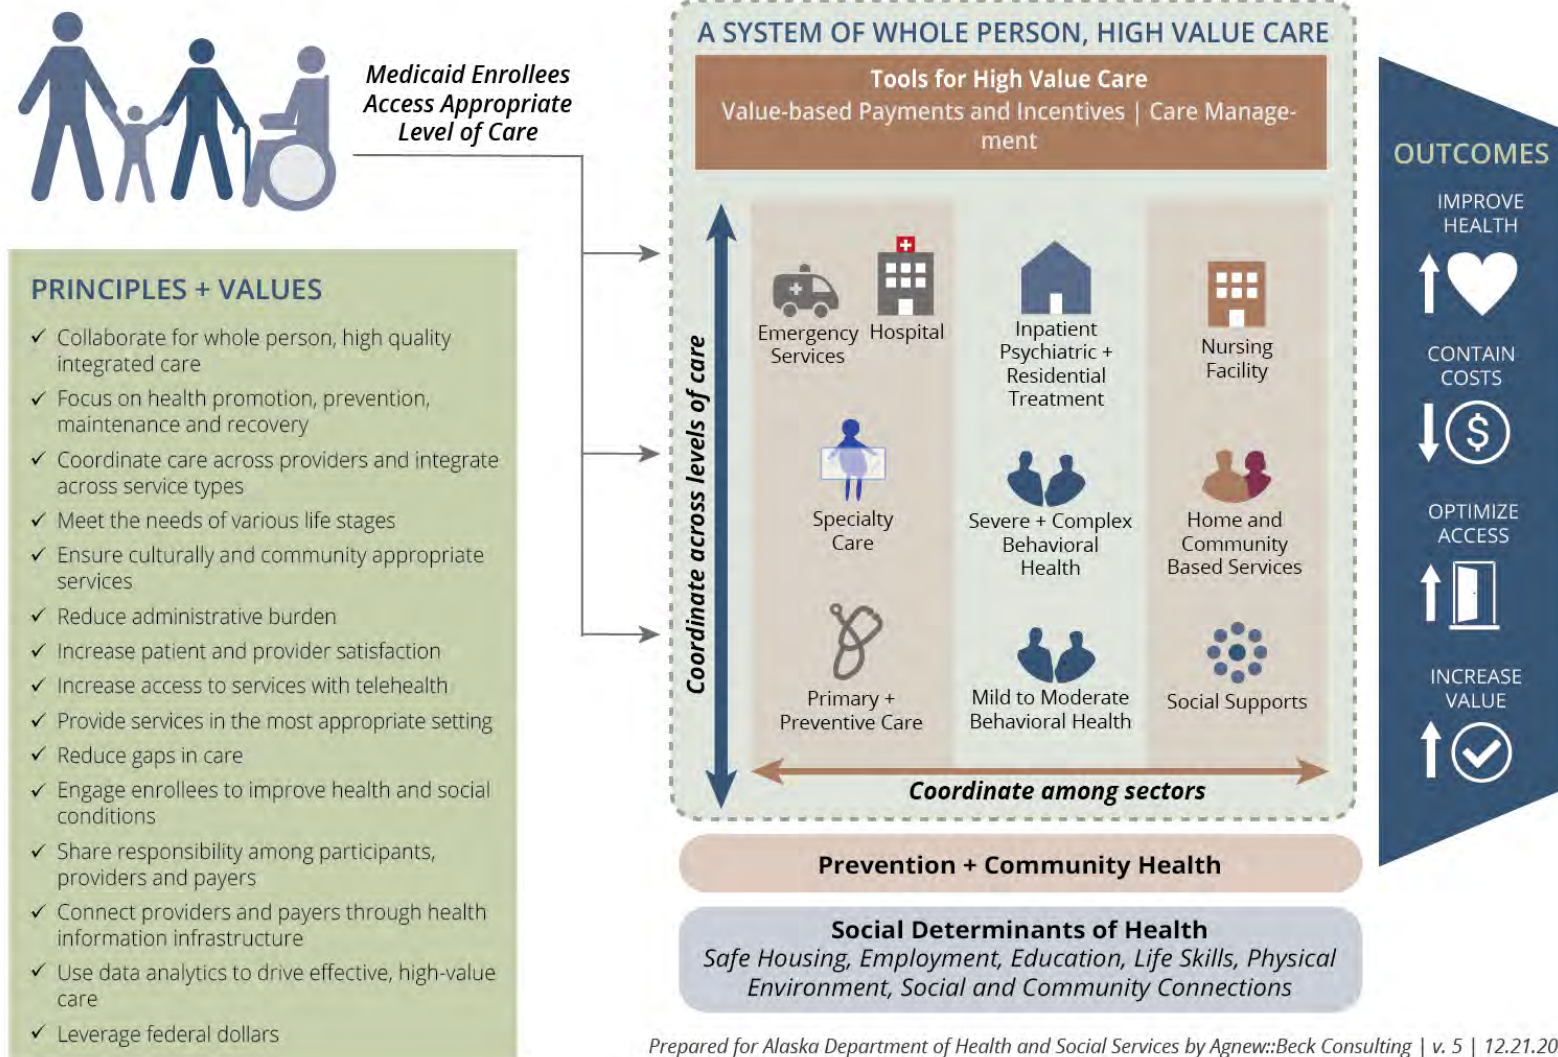 Medicaid Enrollees
Access Appropriate
Level of Care
PRINCIPLES + VALUES
✓ Collaborate for whole person, high quality
integrated care
✓ Focus on health promotion, prevention,
maintenance and recovery
✓ Coordinate care across providers and integrate
across service types
✓ Meet the needs of various life stages
✓ Ensure culturally and community appropriate
services
✓ Reduce administrative burden
✓ Increase patient and provider satisfaction
✓ Increase access to services with telehealth
✓ Provide services in the most appropriate setting
✓ Reduce gaps in care
✓ Engage enrollees to improve health and social
conditions
✓ Share responsibility among participants,
providers and payers
✓ Connect providers and payers through health
information infrastructure
✓ Use data analytics to drive effective, high-value
care
✓ Leverage federal dollars
A SYSTEM OF WHOLE PERSON, HIGH VALUE CARE
Tools for High Value Care
Value-based Payments and Incentives | Care Manage-
ment
Coordinate across levels of care
Emergency
Services
Hospital
Inpatient
Psychiatric +
Residential
Treatment
Nursing
Facility
Specialty
Care
Severe + Complex
Behavioral
Health
Home and
Community
Based Services
Primary +
Preventive Care
Mild to Moderate
Behavioral Health
Social Supports
Coordinate among sectors
Prevention + Community Health
Social Determinants of Health
Safe Housing, Employment, Education, Life Skills, Physical
Environment, Social and Community Connections
OUTCOMES
IMPROVE
HEALTH
CONTAIN
COSTS
$
OPTIMIZE
ACCESS
INCREASE
VALUE
Prepared for Alaska Department of Health and Social Services by Agnew::Beck Consulting | v. 5 | 12.21.20